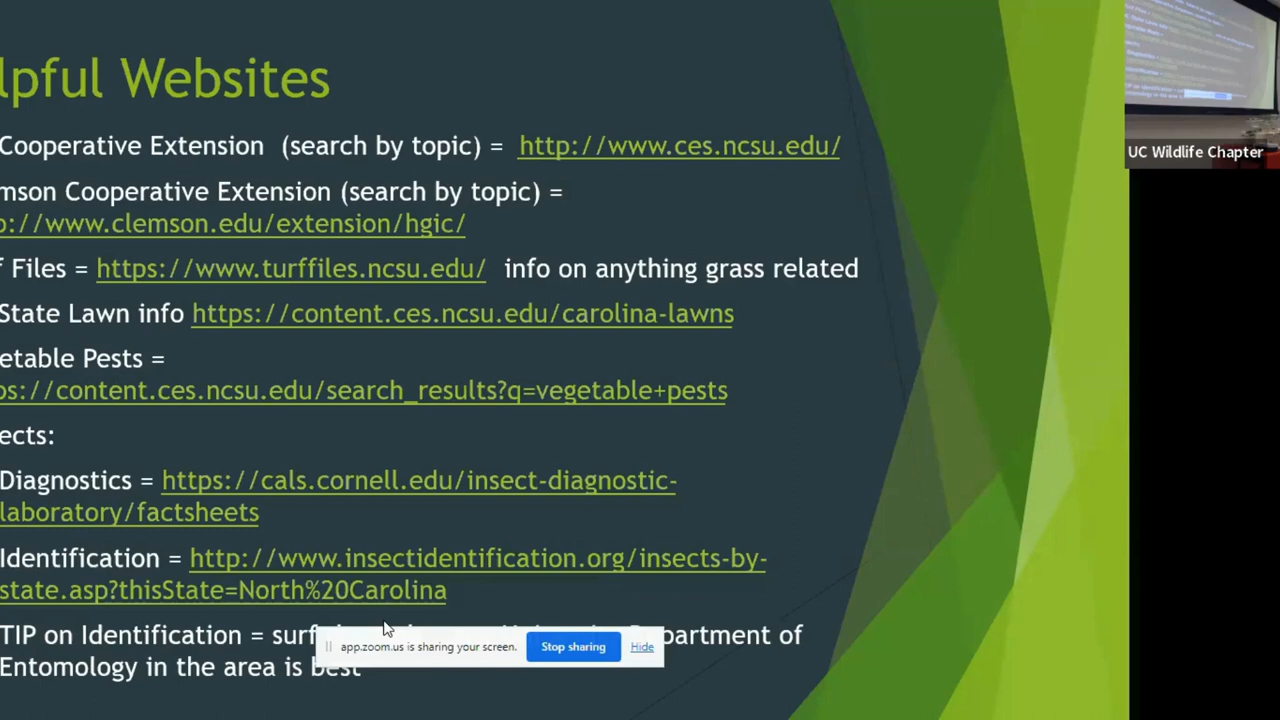 lpful Websites
Cooperative Extension (search by topic) = http://www.ces.ncsu.edu/
mson Cooperative Extension (search by topic) =
p://www.clemson.edu/extension/hgic/
f Files = https://www.turffiles.ncsu.edu/ info on anything grass related
State Lawn info https://content.ces.ncsu.edu/carolina-lawns
etable Pests =
ps://content.ces.ncsu.edu/search_results?q=vegetable+pests
ects:
Diagnostics = https://cals.cornell.edu/insect-diagnostic-
laboratory/factsheets
Identification = http://www.insectidentification.org/insects-by-
state.asp?thisState=North%20Carolina
TIP on Identification = surf
partment of
Entomology in the area is best
app.zoom.us is sharing your screen. Stop sharing Hide
UC Wildlife Chapter